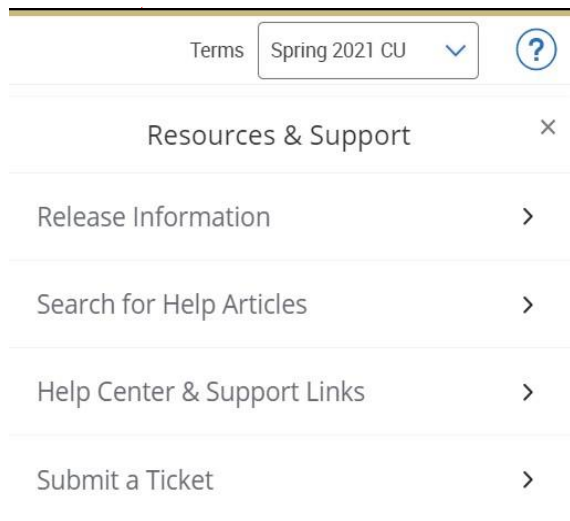 Terms Spring 2021 CU ?
Resources & Support ×
Release Information
Search for Help Articles
Help Center & Support Links
Submit a Ticket